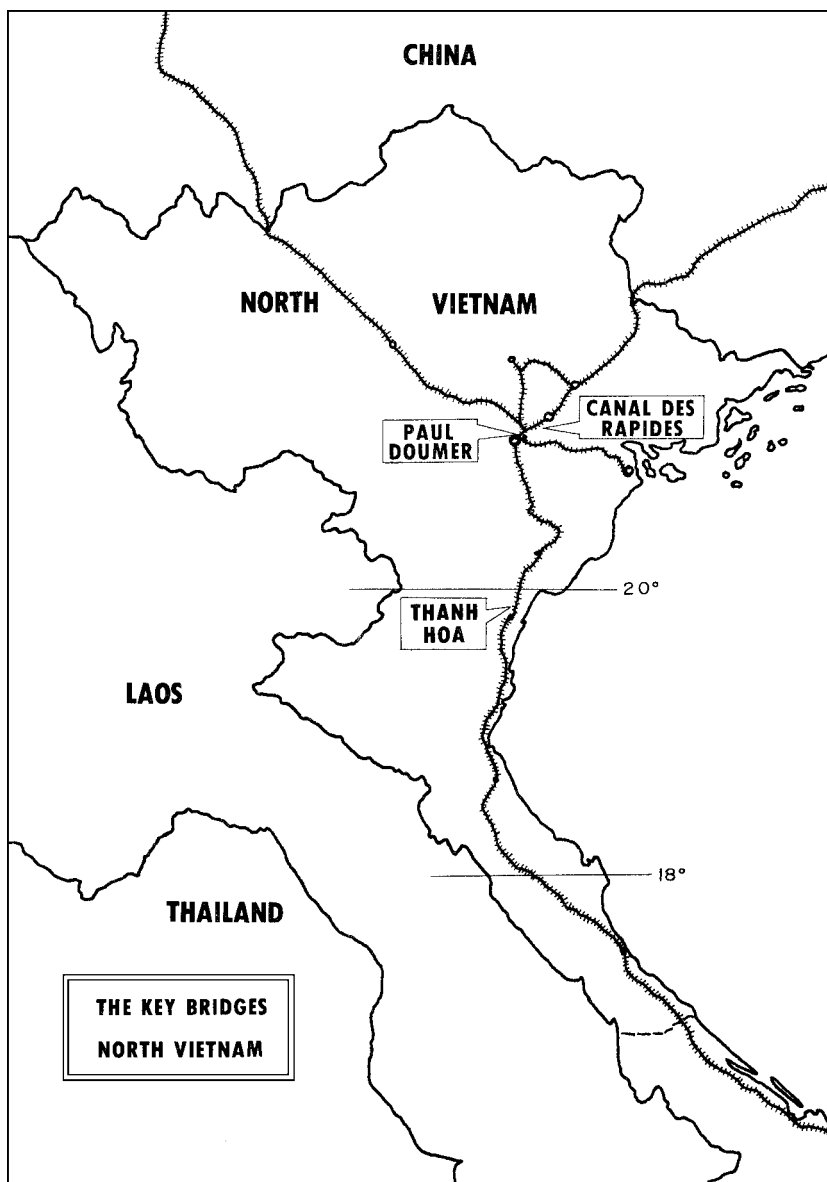 CHINA
NORTH VIETNAM
CANAL DES
RAPIDES
PAUL
DOUMER
20°
THANH
HOA
LAOS
18°
THAILAND
THE KEY BRIDGES
NORTH VIETNAM